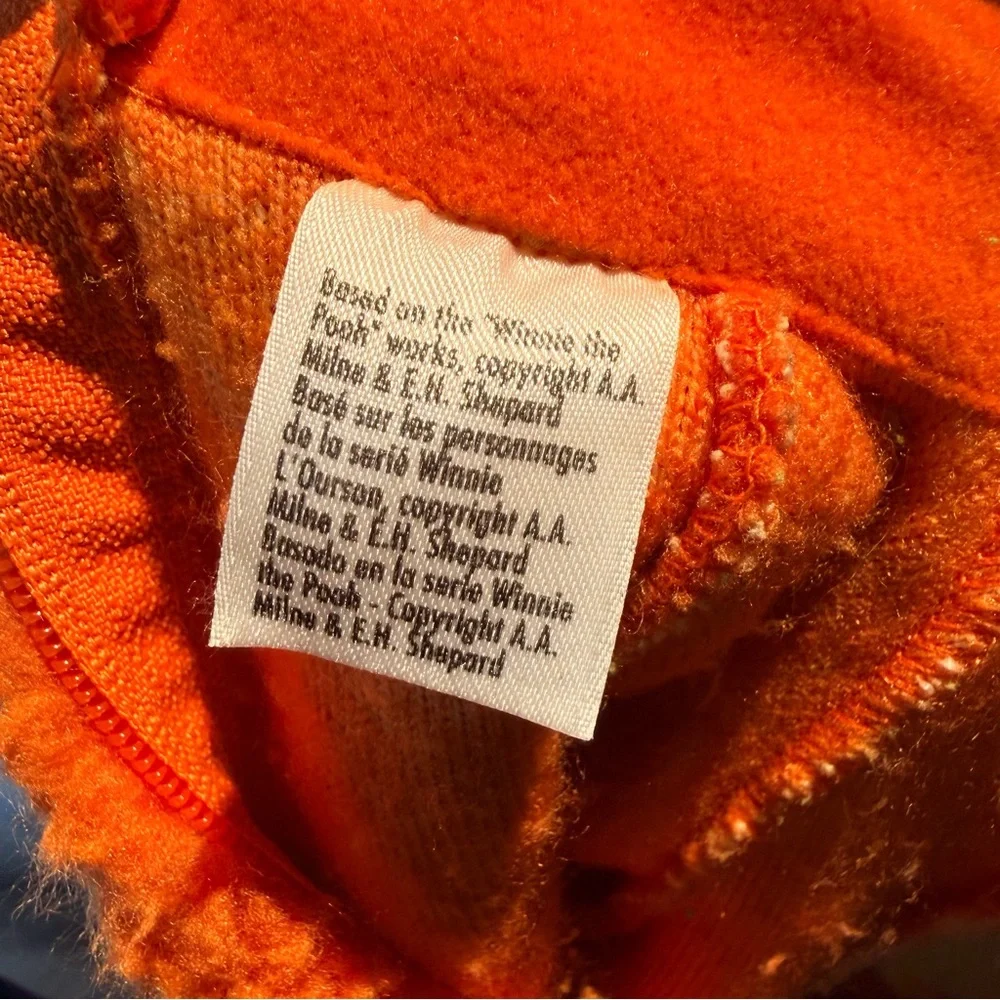 Based on the "Winnie the
Pooh" works, copyright A.A.
Milne & E.H. Shepard
Basé sur les personnages
de la serié Winnie
L'Ourson, copyright A.A.
Milne & E.H. Shepard
Basado en la serie Winnie
the Pooh - Copyright A.A.
Milne & E.H. Shepard